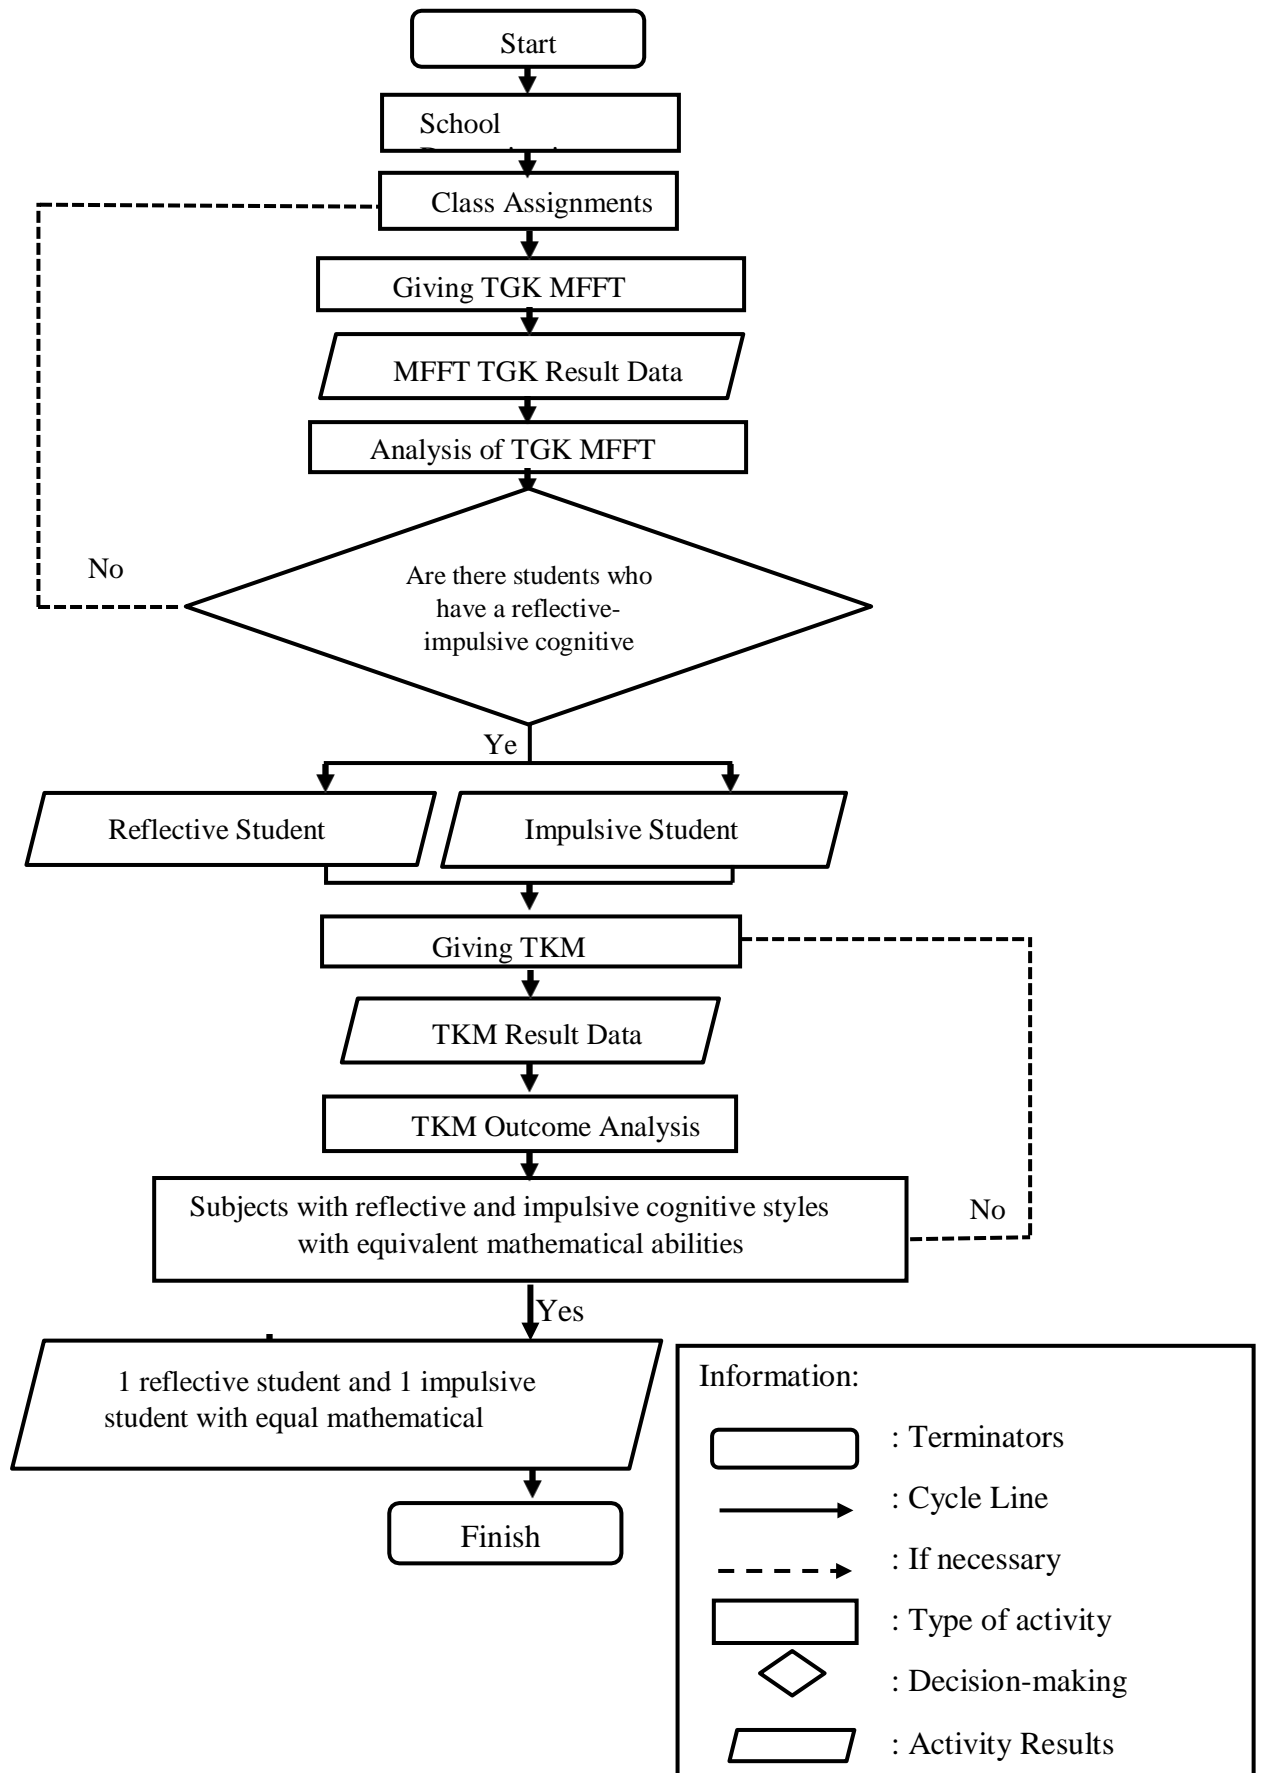 Start
School
Class Assignments
Giving TGK MFFT
MFFT TGK Result Data
Analysis of TGK MFFT
No
Are there students who
have a reflective-
impulsive cognitive
Ye
Reflective Student
Impulsive Student
Giving TKM
TKM Result Data
TKM Outcome Analysis
Subjects with reflective and impulsive cognitive styles
with equivalent mathematical abilities
No
Yes
1 reflective student and 1 impulsive
student with equal mathematical
Finish
Information:
: Terminators
: Cycle Line
: If necessary
: Type of activity
: Decision-making
: Activity Results